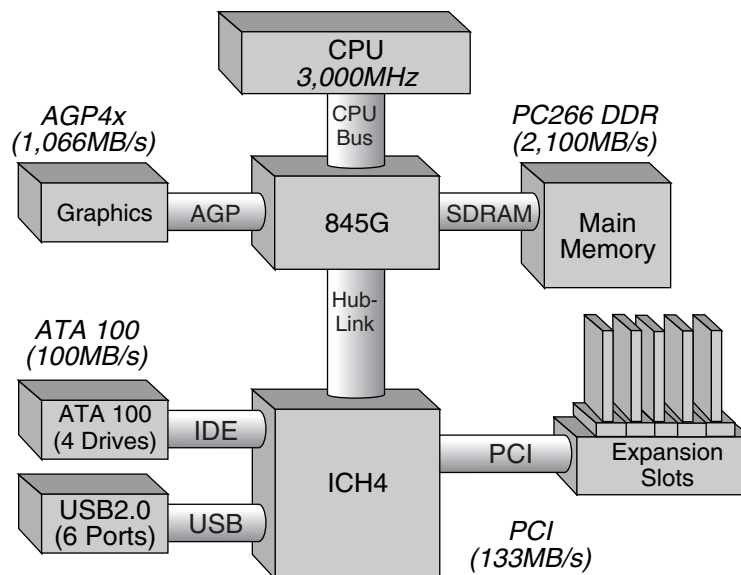 CPU
3,000MHz
CPU
Bus
AGP4x
(1,066MB/s)
PC266 DDR
(2,100MB/s)
Graphics
AGP
845G
SDRAM
Main
Memory
Hub-
Link
ATA 100
(100MB/s)
ATA 100
(4 Drives)
IDE
ICH4
PCI
Expansion
Slots
USB2.0
(6 Ports)
USB
PCI
(133MB/s)